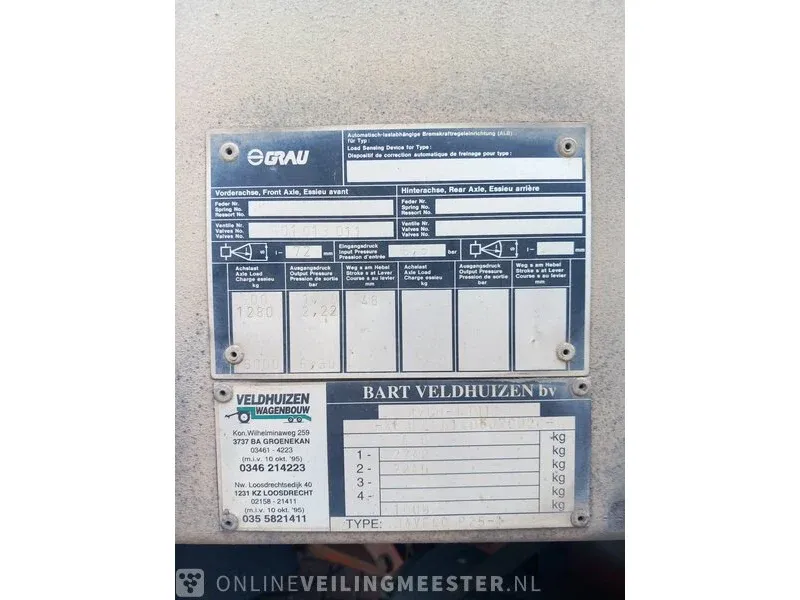 GRAU
Automatisch-lastabhängige Bremskraftregeleinrichtung (ALB)
für Typ:
Load Sensing Device for Type:
Dispositif de correction automatique de freinage pour type:
Vorderachse, Front Axle, Essieu avant
Hinterachse, Rear Axle, Essieu arrière
Feder Nr.
Spring No.
Ressort No.
Feder Nr.
Spring No.
Ressort No.
Ventile Nr.
Valves No.
Valves No.
601 019 011
Ventile Nr.
Valves No.
Valves No.
l= 72 mm
Eingangsdruck
Input Pressure
Pression d'entrée
bar
l= mm
Achslast
Axle Load
Charge essieu
kg
Ausgangsdruck
Output Pressure
Pression de sortie
bar
Weg s am Hebel
Stroke s at Lever
Course s au levier
mm
Achslast
Axle Load
Charge essieu
kg
Ausgangsdruck
Output Pressure
Pression de sortie
bar
Weg s am Hebel
Stroke s at Lever
Course s au levier
mm
1280 2,22 48
VELDHUIZEN
WAGENBOUW
Kon. Wilhelminaweg 259
3737 BA GROENEKAN
03461 - 4223
(m.i.v. 10 okt. '95)
0346 214223
Nw. Loosdrechtsedijk 40
1231 KZ LOOSDRECHT
02158 - 21411
(m.i.v. 10 okt. '95)
035 5821411
BART VELDHUIZEN bv
kg
1- kg
2- kg
3- kg
4- kg
kg
TYPE:
ONLINEVEILINGMEESTER.NL